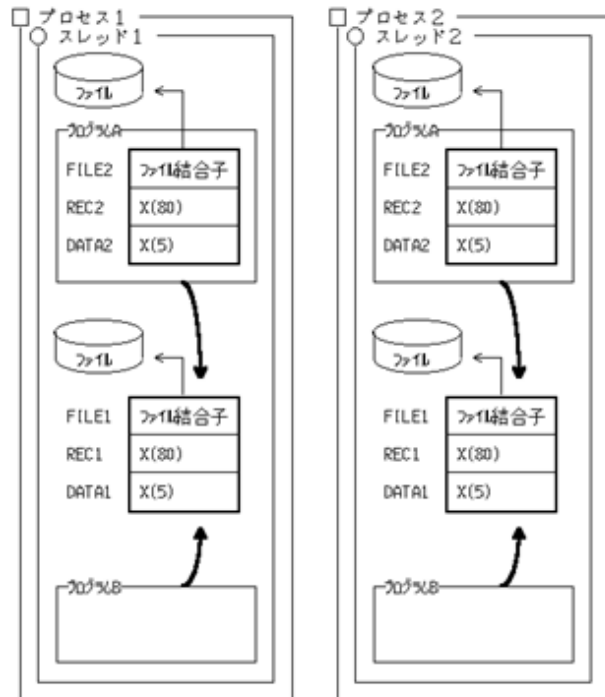 プロセス1
スレッド1
ファイル
プログラムA
FILE2 ファイル結合子
REC2 X(80)
DATA2 X(5)
ファイル
FILE1 ファイル結合子
REC1 X(80)
DATA1 X(5)
プログラムB
プロセス2
スレッド2
ファイル
プログラムA
FILE2 ファイル結合子
REC2 X(80)
DATA2 X(5)
ファイル
FILE1 ファイル結合子
REC1 X(80)
DATA1 X(5)
プログラムB